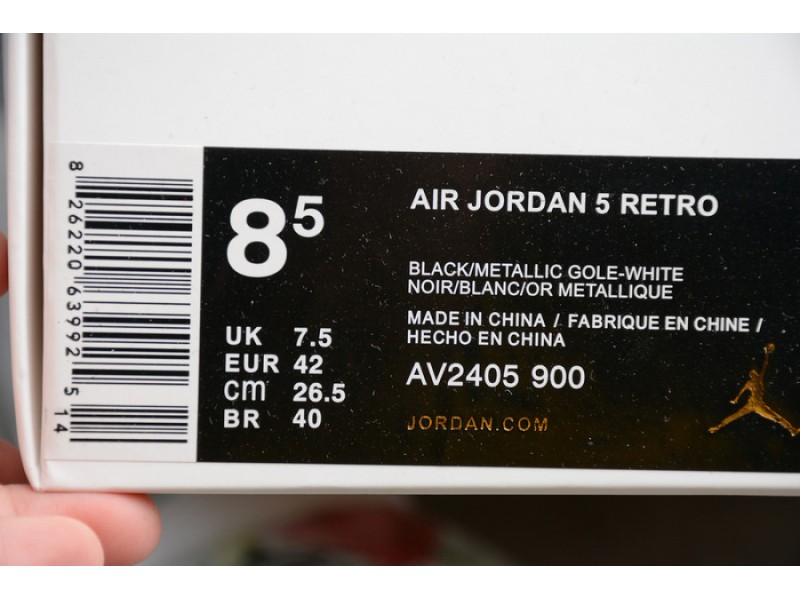 8 26220 63992 5 14
8 5
UK 7.5
EUR 42
cm 26.5
BR 40
AIR JORDAN 5 RETRO
BLACK/METALLIC GOLE-WHITE
NOIR/BLANC/OR METALLIQUE
MADE IN CHINA / FABRIQUE EN CHINE /
HECHO EN CHINA
AV2405 900
JORDAN.COM